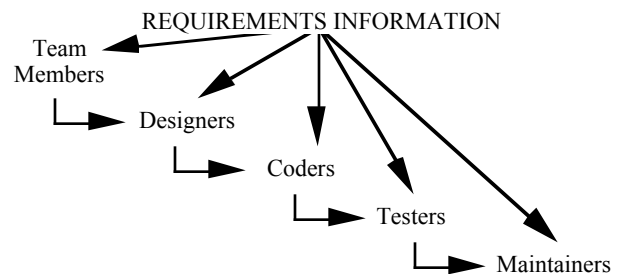 REQUIREMENTS INFORMATION
Team
Members
Designers
Coders
Testers
Maintainers